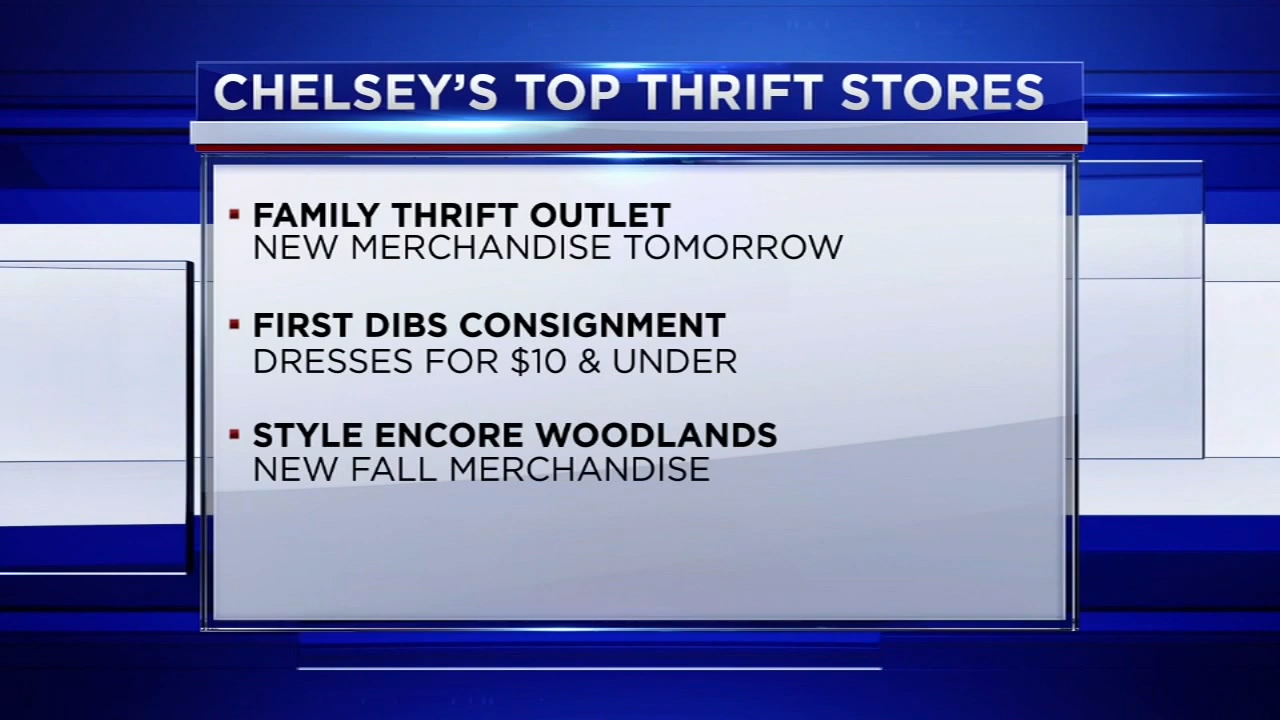 CHELSEY'S TOP THRIFT STORES
▪ FAMILY THRIFT OUTLET
NEW MERCHANDISE TOMORROW
▪ FIRST DIBS CONSIGNMENT
DRESSES FOR $10 & UNDER
▪ STYLE ENCORE WOODLANDS
NEW FALL MERCHANDISE